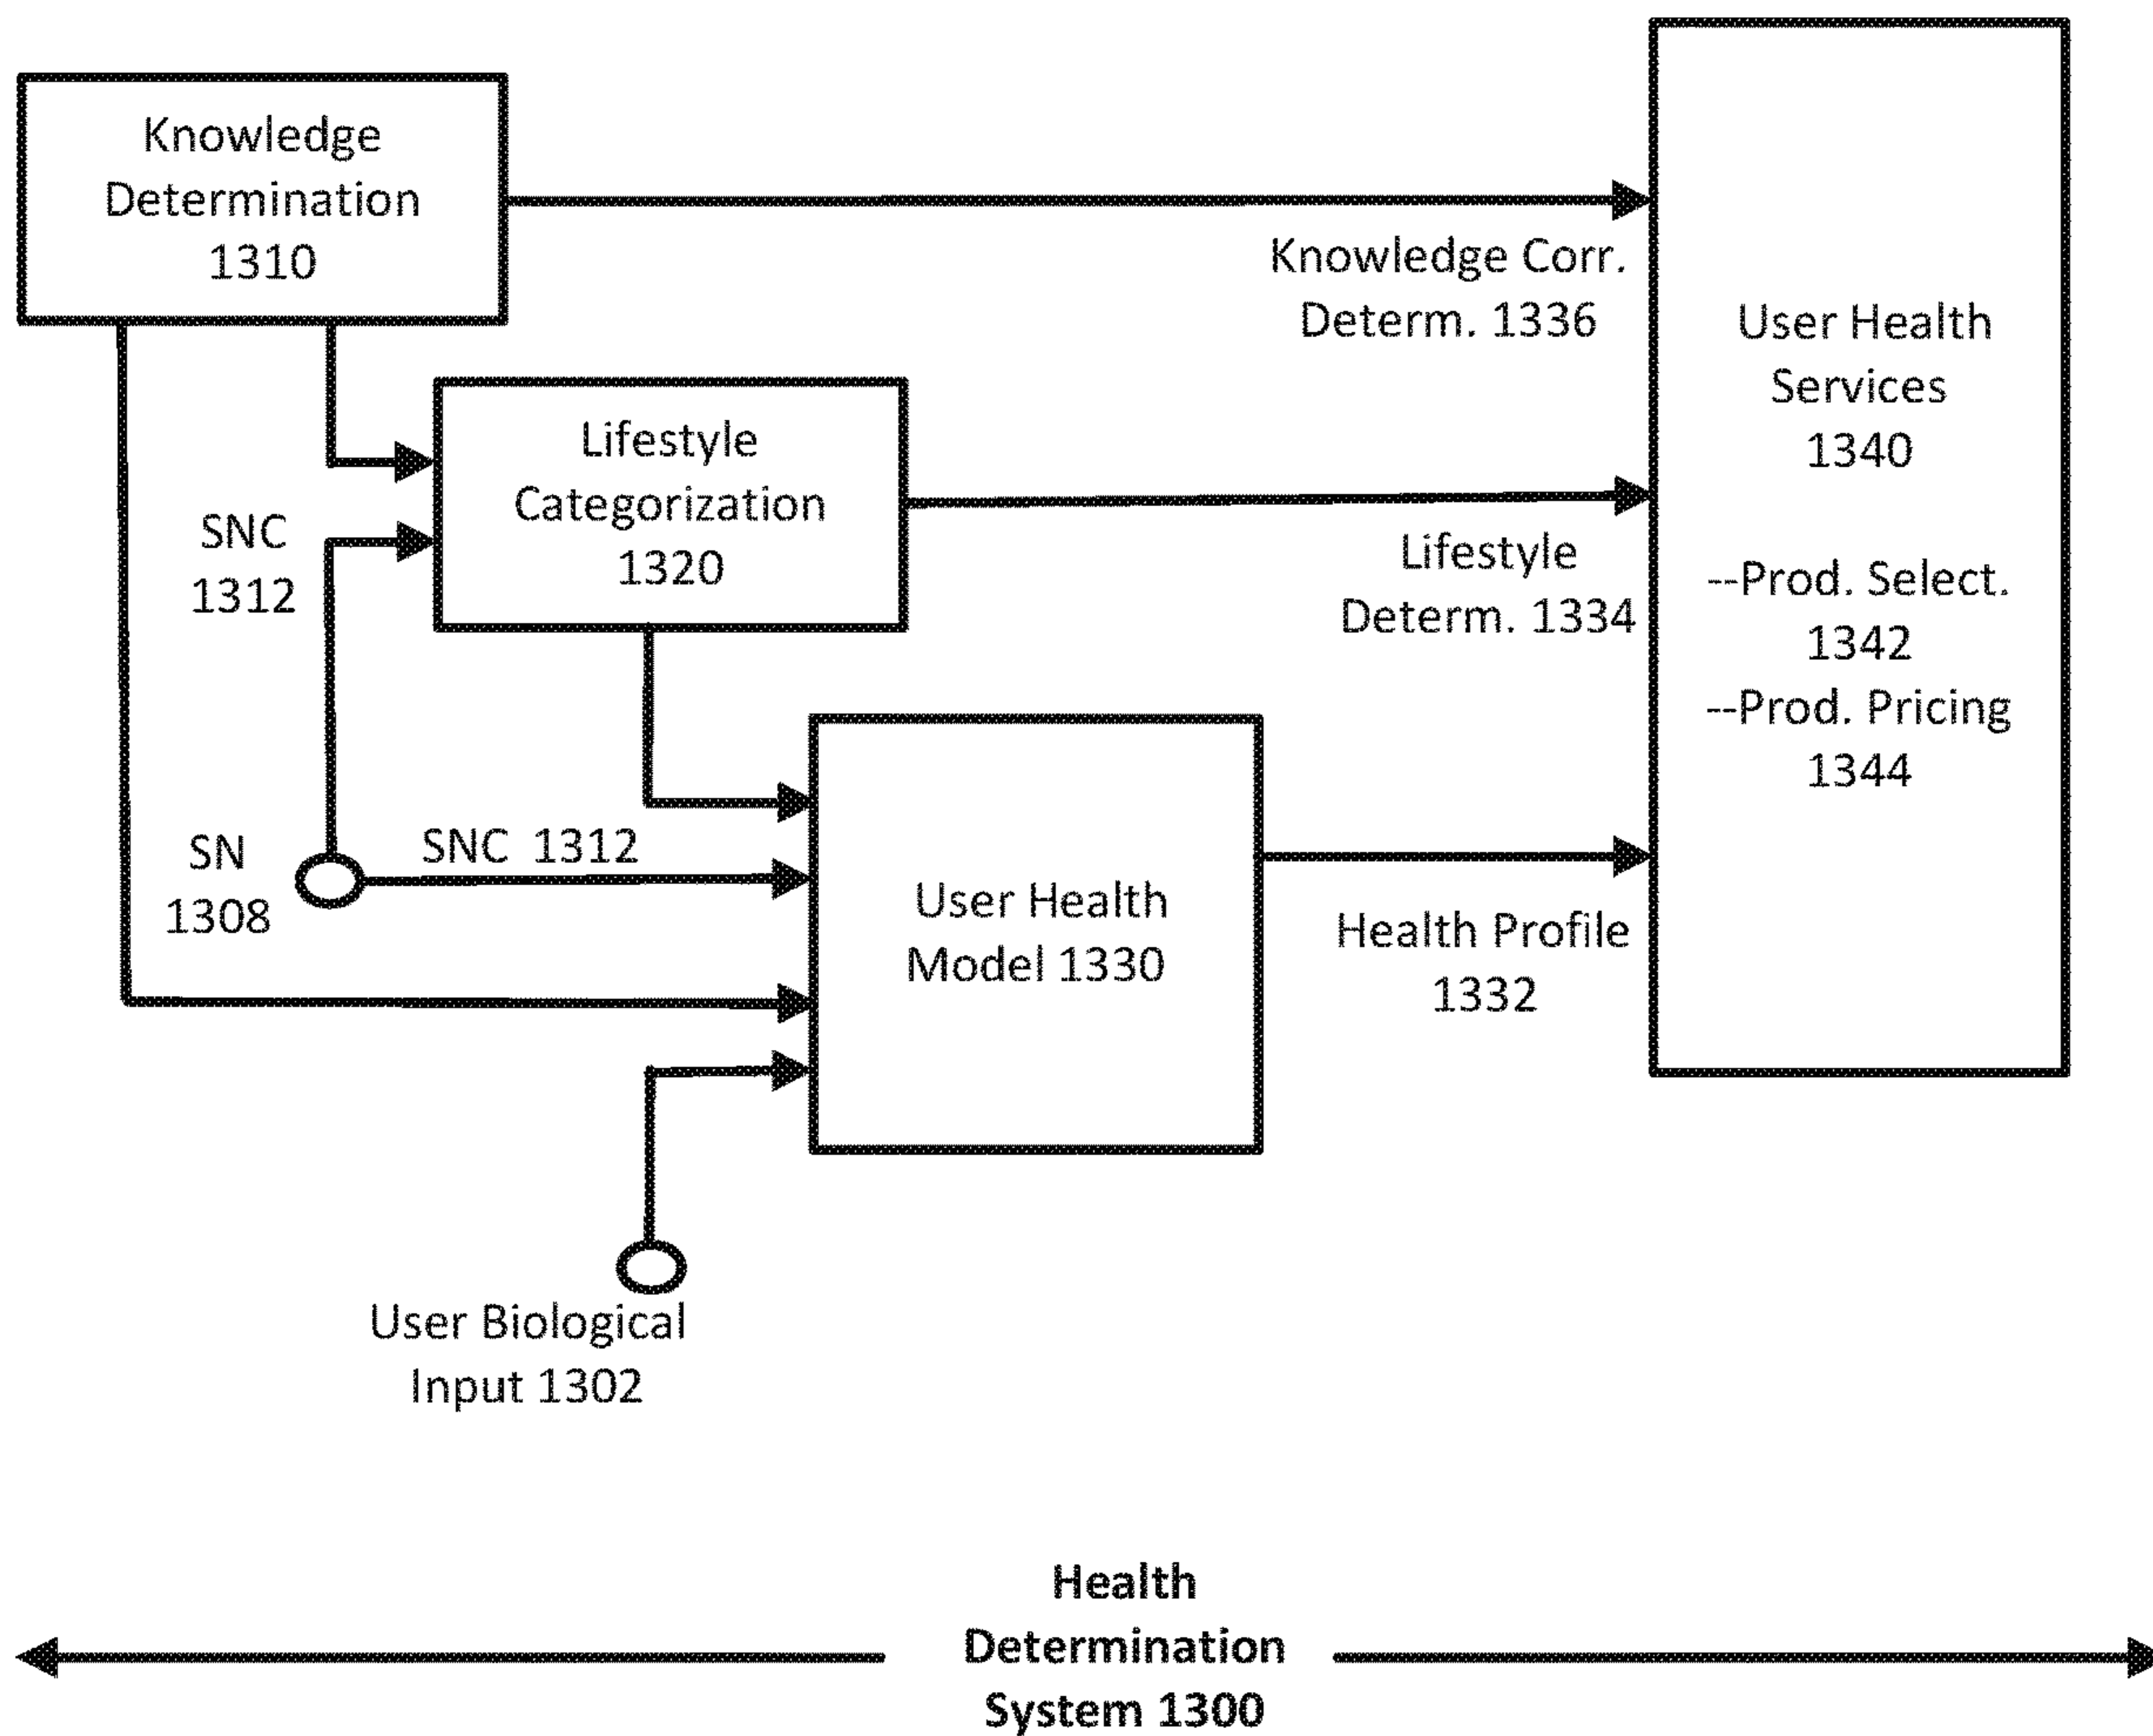 Knowledge
Determination
1310
Knowledge Corr.
Determ. 1336
User Health
Services
1340
--Prod. Select.
1342
--Prod. Pricing
1344
Lifestyle
Categorization
1320
SNC
1312
Lifestyle
Determ. 1334
SN
1308
SNC 1312
User Health
Model 1330
Health Profile
1332
User Biological
Input 1302
Health
Determination
System 1300